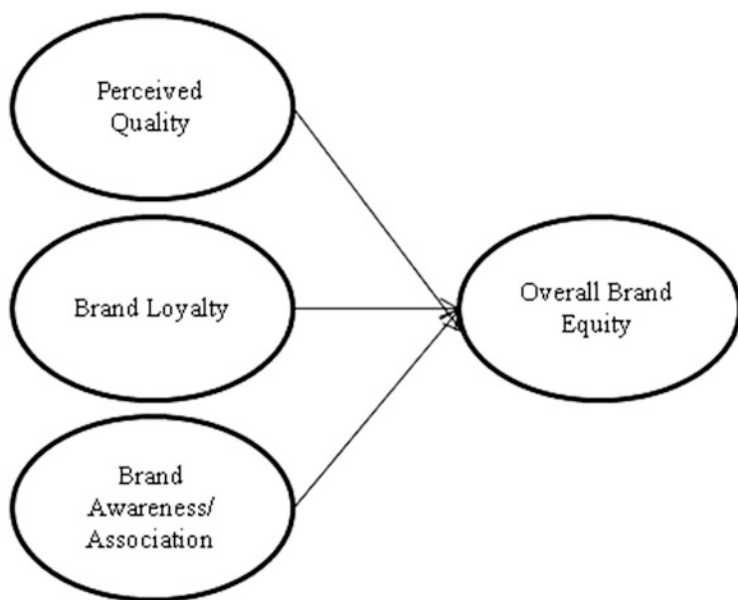 Perceived
Quality
Brand Loyalty
Overall Brand
Equity
Brand
Awareness/
Association